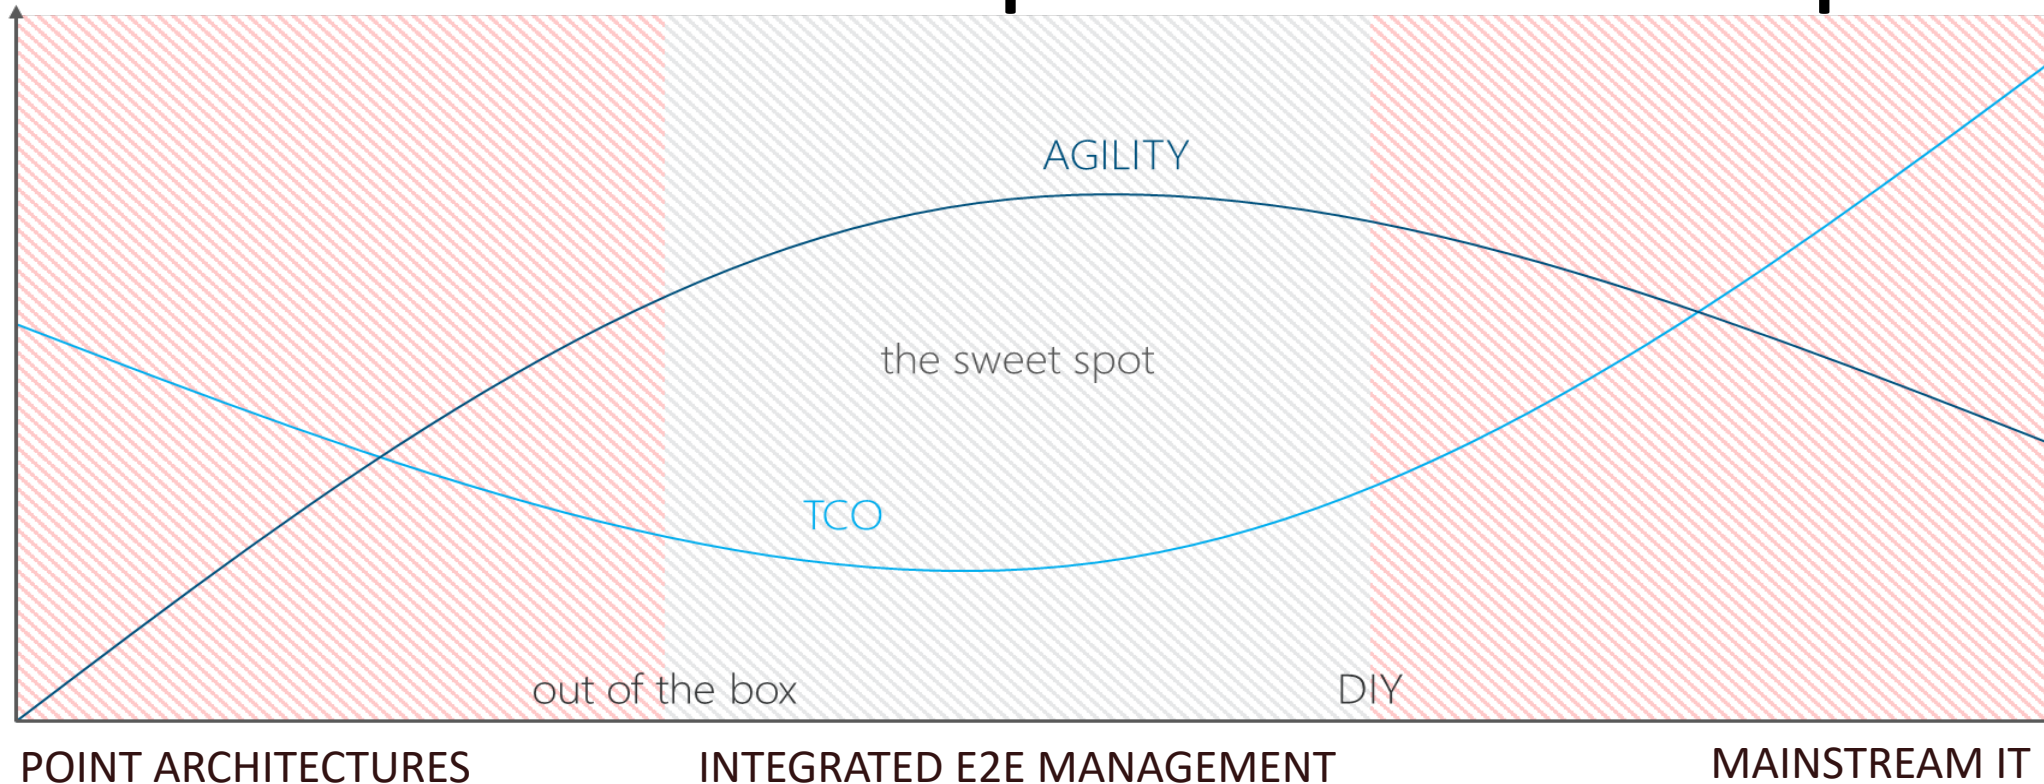 AGILITY
the sweet spot
TCO
out of the box
DIY
POINT ARCHITECTURES
INTEGRATED E2E MANAGEMENT
MAINSTREAM IT